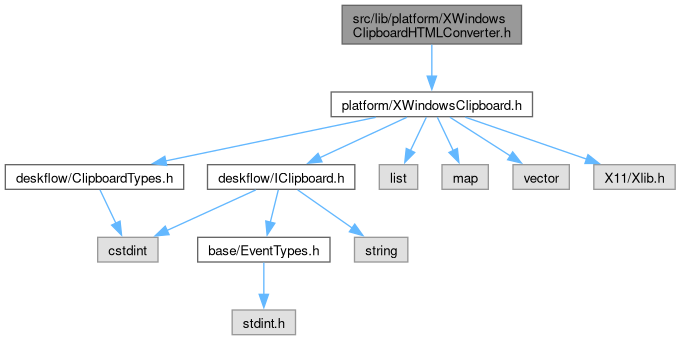 src/lib/platform/XWindows
ClipboardHTMLConverter.h
platform/XWindowsClipboard.h
deskflow/ClipboardTypes.h
deskflow/IClipboard.h
list
map
vector
X11/Xlib.h
cstdint
base/EventTypes.h
string
stdint.h